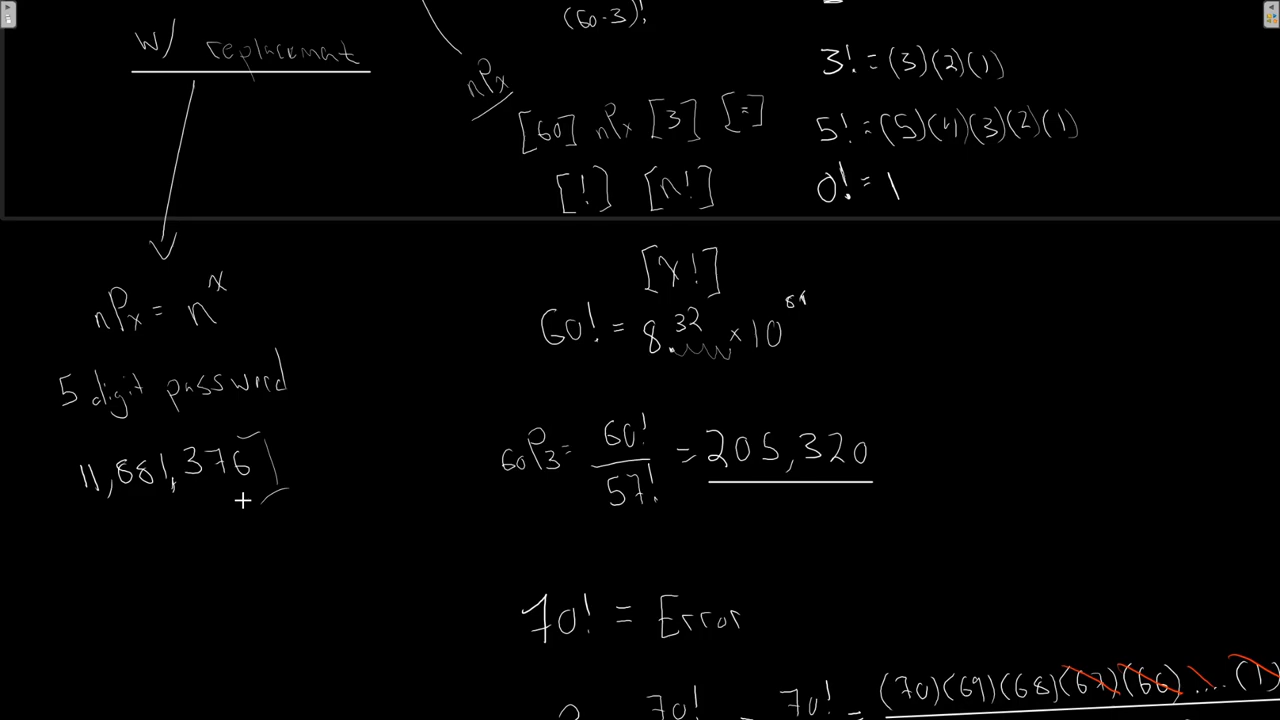 w/ replacement
nPx = n^x
5 digit password
11,881,376
(60-3)!
nPx
[60] nPx [3] [=]
[!] [n!]
[x!]
60! = 8.32 × 10
60P3 = 60!/57! = 205,320
70! = Error
70! = 70! = (70)(69)(68)(67)(66)....(1)
3! = (3)(2)(1)
5! = (5)(4)(3)(2)(1)
0! = 1